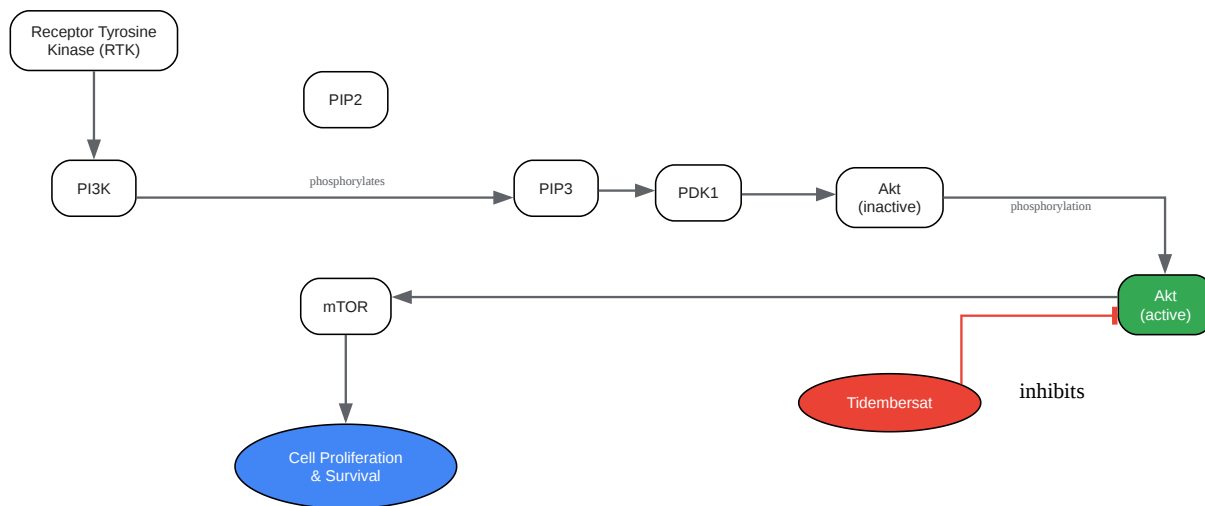 Receptor Tyrosine
Kinase (RTK)
PIP2
PI3K
phosphorylates
PIP3
PDK1
Akt
(inactive)
phosphorylation
mTOR
Akt
(active)
Tidembersat
inhibits
Cell Proliferation
& Survival